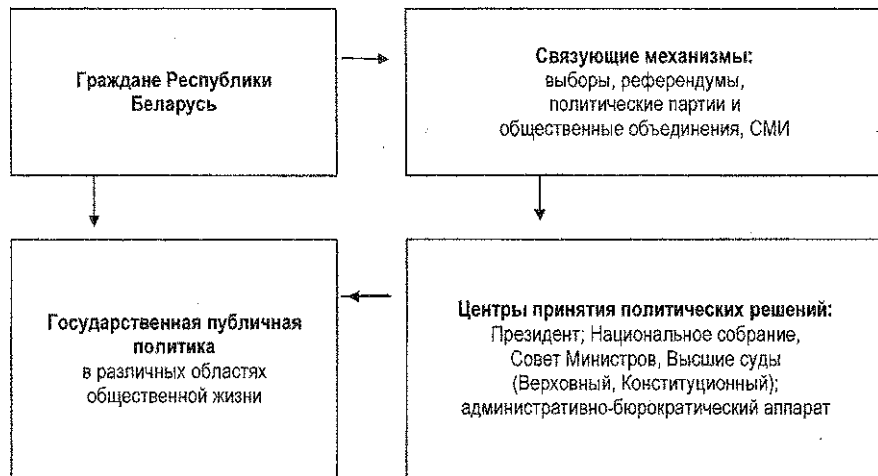 Граждане Республики
Беларусь
Связующие механизмы:
выборы, референдумы,
политические партии и
общественные объединения, СМИ
Государственная публичная
политика
в различных областях
общественной жизни
Центры принятия политических решений:
Президент; Национальное собрание,
Совет Министров, Высшие суды
(Верховный, Конституционный);
административно-бюрократический аппарат